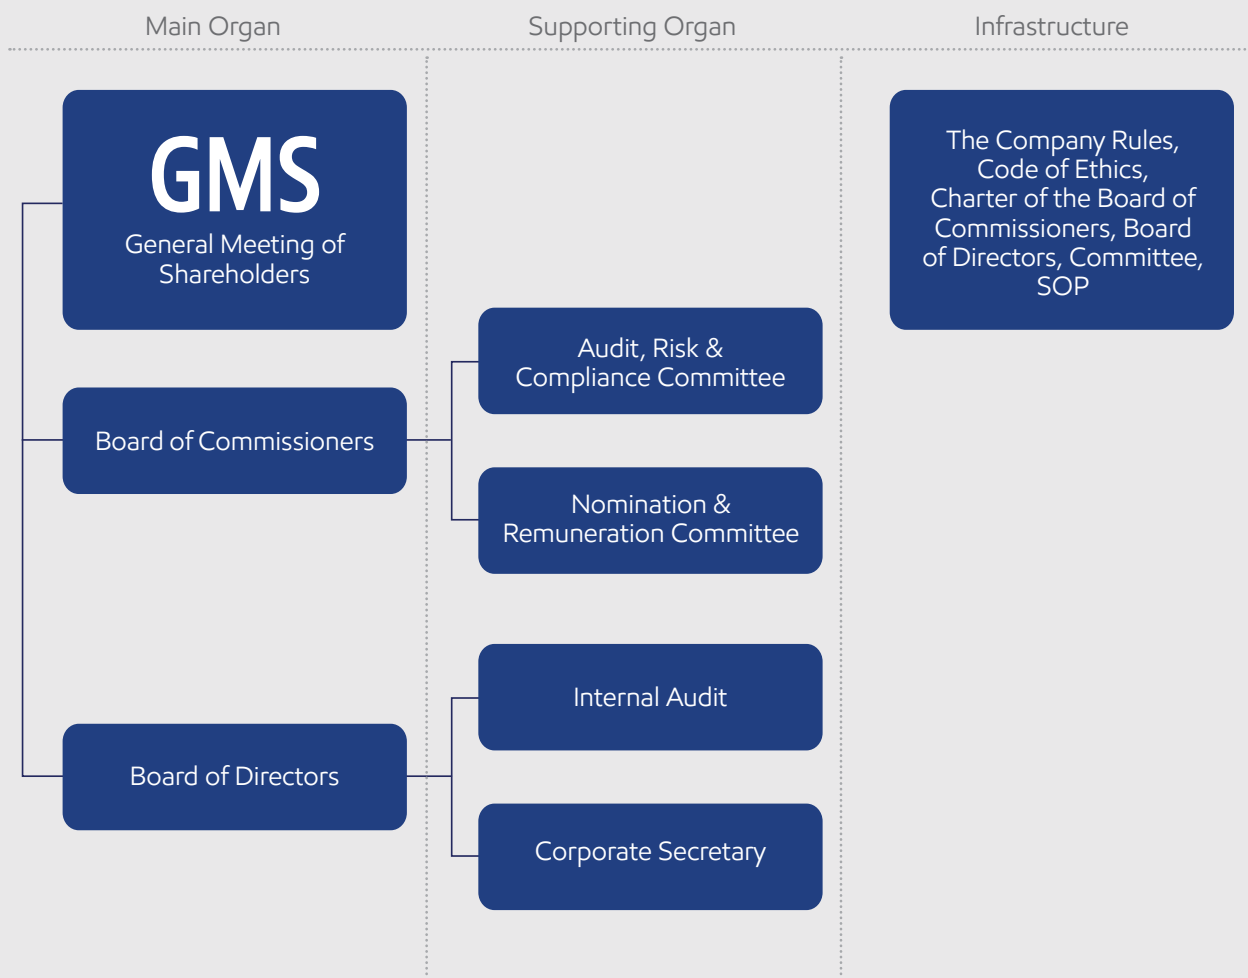 Main Organ
Supporting Organ
Infrastructure
GMS
General Meeting of
Shareholders
Board of Commissioners
Board of Directors
Audit, Risk &
Compliance Committee
Nomination &
Remuneration Committee
Internal Audit
Corporate Secretary
The Company Rules,
Code of Ethics,
Charter of the Board of
Commissioners, Board
of Directors, Committee,
SOP